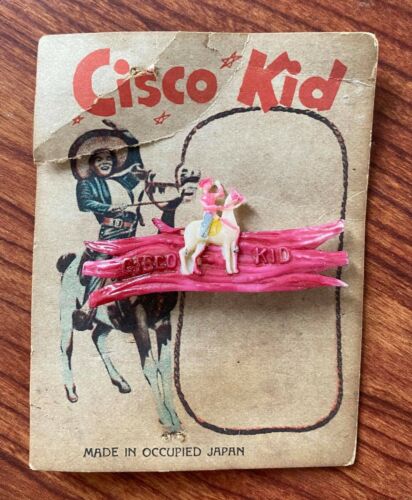 Cisco Kid
CISCO KID
MADE IN OCCUPIED JAPAN